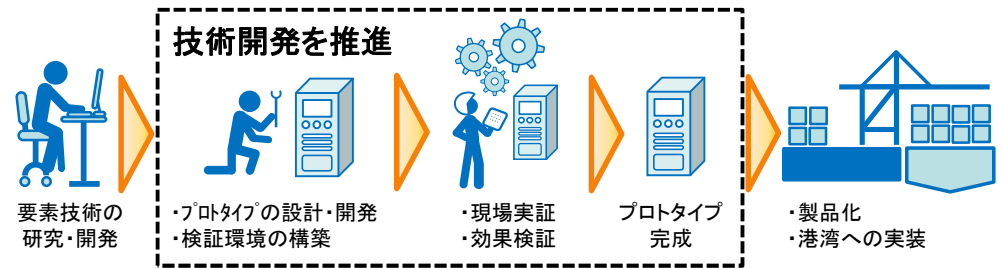 技術開発を推進
要素技術の
研究・開発
・ﾌﾟﾛﾄﾀｲﾌﾟの設計・開発
・検証環境の構築
・現場実証
・効果検証
プロトタイプ
完成
・製品化
・港湾への実装